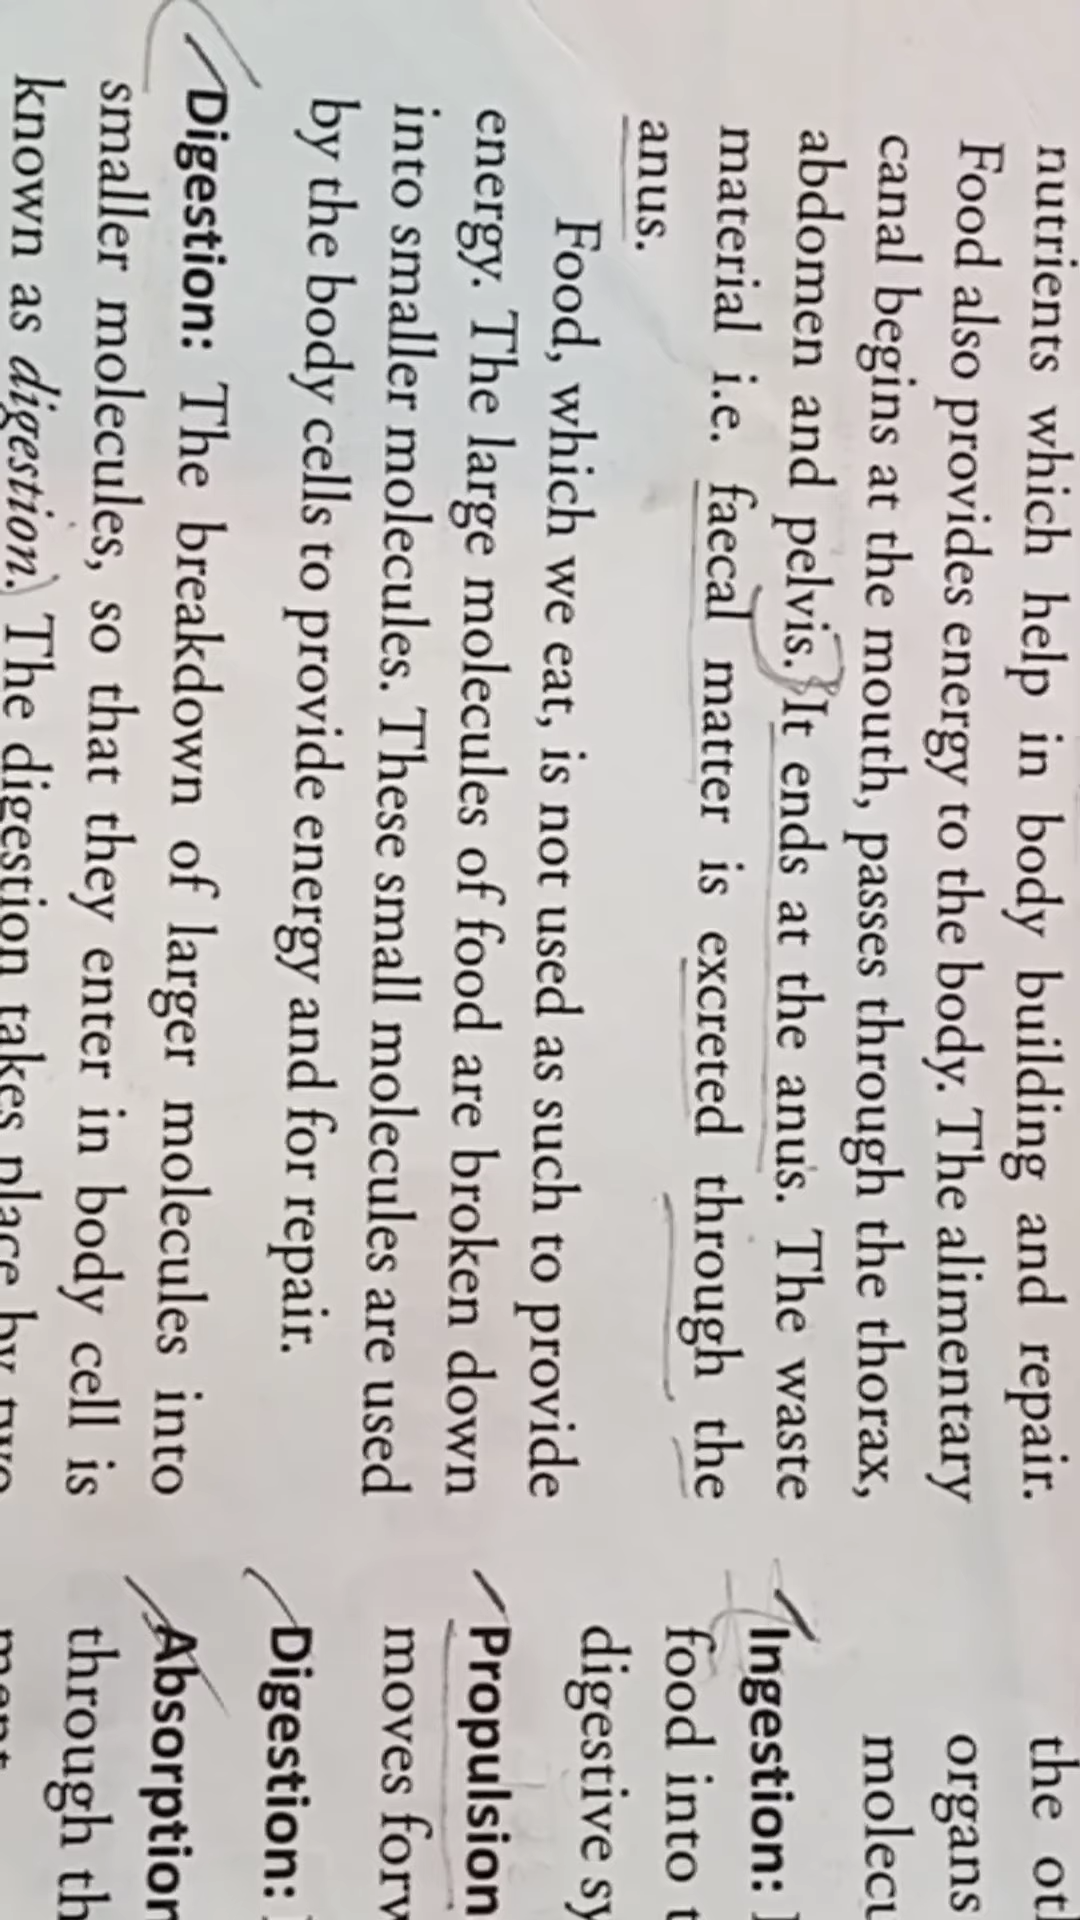 nutrients which help in body building and repair.
Food also provides energy to the body. The alimentary
canal begins at the mouth, passes through the thorax,
abdomen and pelvis. It ends at the anus. The waste
material i.e. faecal matter is excreted through the
anus.
Food, which we eat, is not used as such to provide
energy. The large molecules of food are broken down
into smaller molecules. These small molecules are used
by the body cells to provide energy and for repair.
Digestion: The breakdown of larger molecules into
smaller molecules, so that they enter in body cell is
known as digestion. The digestion takes place by two
the
organs
Ingestion:
food into
digestive
Propulsion
moves
Digestion:
Absorption
through